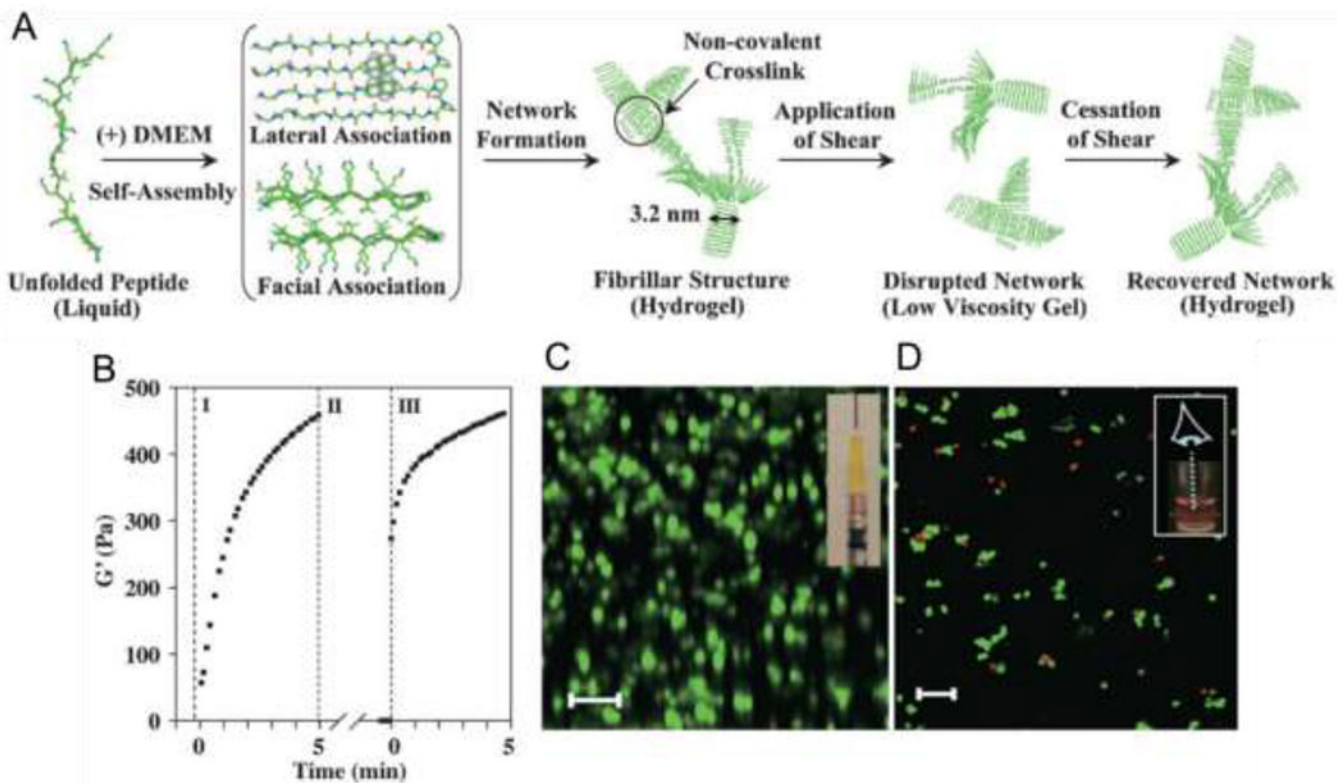 A
(+) DMEM
Self-Assembly
Unfolded Peptide
(Liquid)
Lateral Association
Facial Association
Network
Formation
Non-covalent
Crosslink
3.2 nm
Fibrillar Structure
(Hydrogel)
Application
of Shear
Disrupted Network
(Low Viscosity Gel)
Cessation
of Shear
Recovered Network
(Hydrogel)
B
G' (Pa)
500
400
300
200
100
0
I
II
III
0
5
0
5
Time (min)
C
D